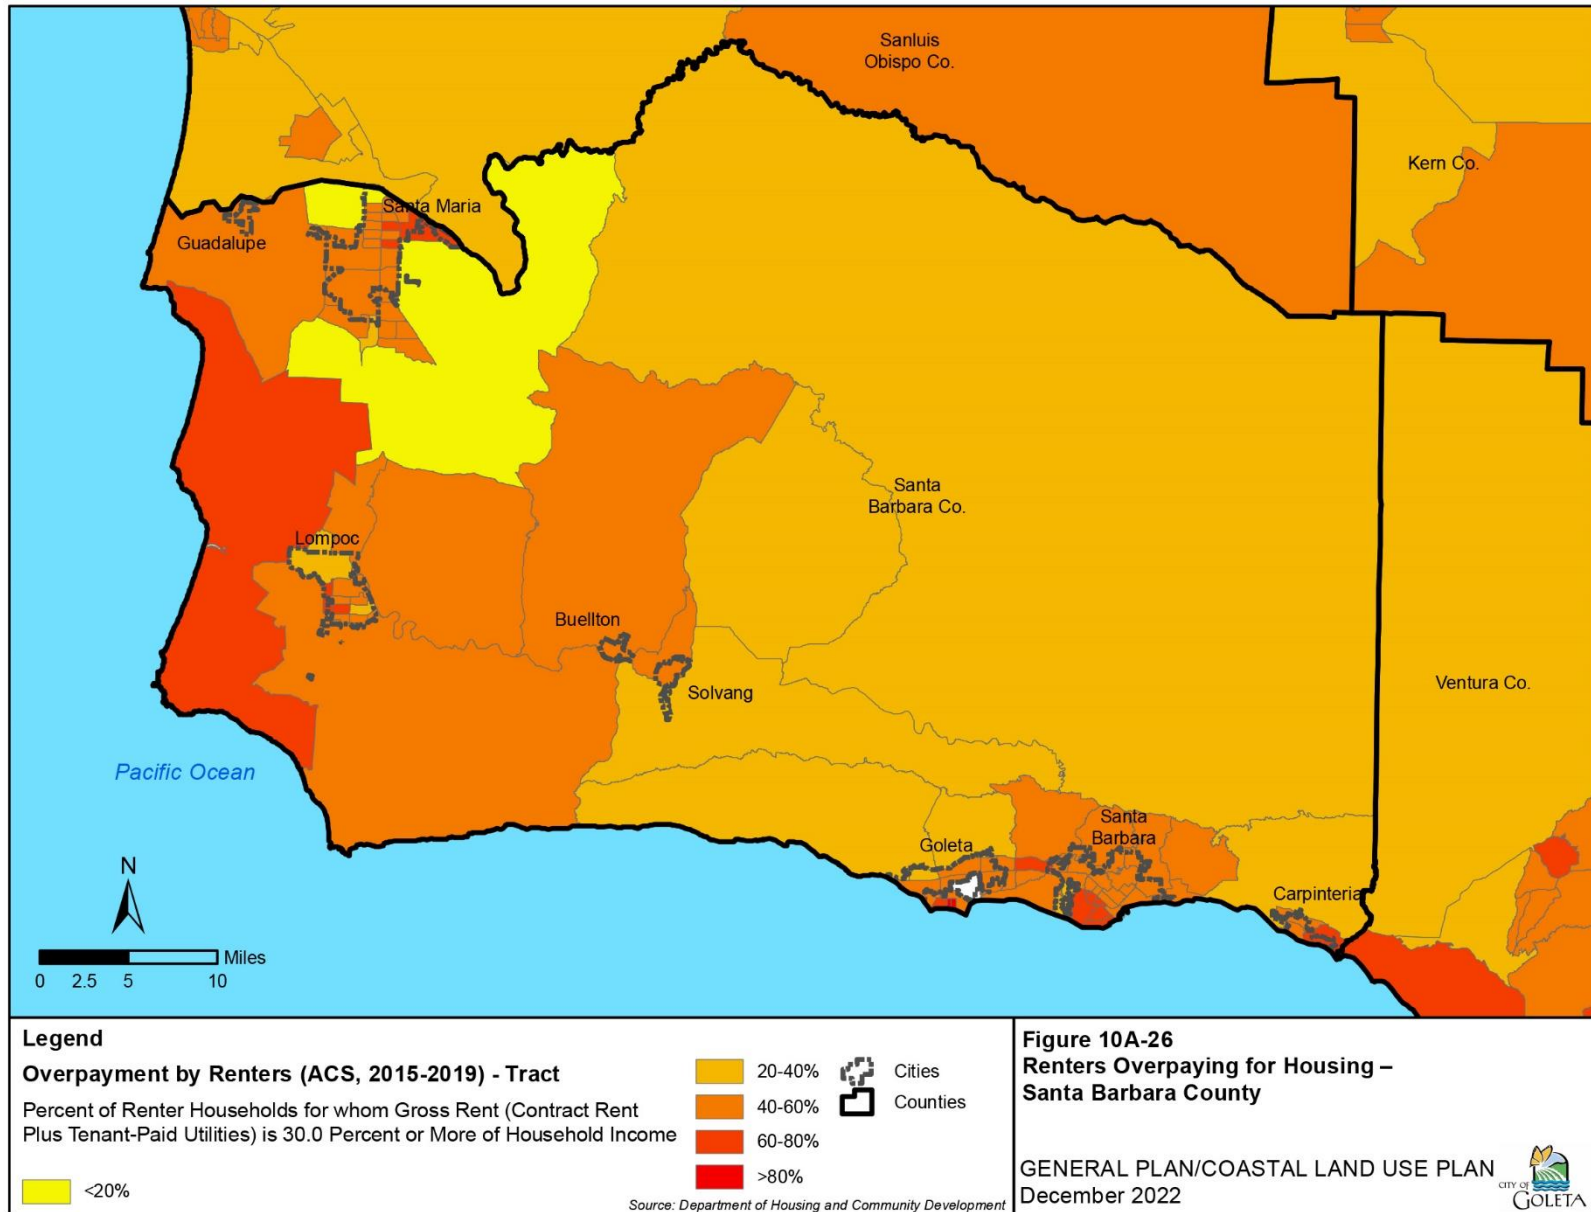 Sanluis
Obispo Co.
Kern Co.
Santa Maria
Guadalupe
Santa
Barbara Co.
Lompoc
Buellton
Solvang
Ventura Co.
Pacific Ocean
Santa
Barbara
Goleta
Carpinteria
N
Miles
0 2.5 5 10
Legend
Overpayment by Renters (ACS, 2015-2019) - Tract
Percent of Renter Households for whom Gross Rent (Contract Rent
Plus Tenant-Paid Utilities) is 30.0 Percent or More of Household Income
<20%
20-40%
40-60%
60-80%
>80%
Cities
Counties
Source: Department of Housing and Community Development
Figure 10A-26
Renters Overpaying for Housing –
Santa Barbara County
GENERAL PLAN/COASTAL LAND USE PLAN
December 2022
CITY OF
GOLETA